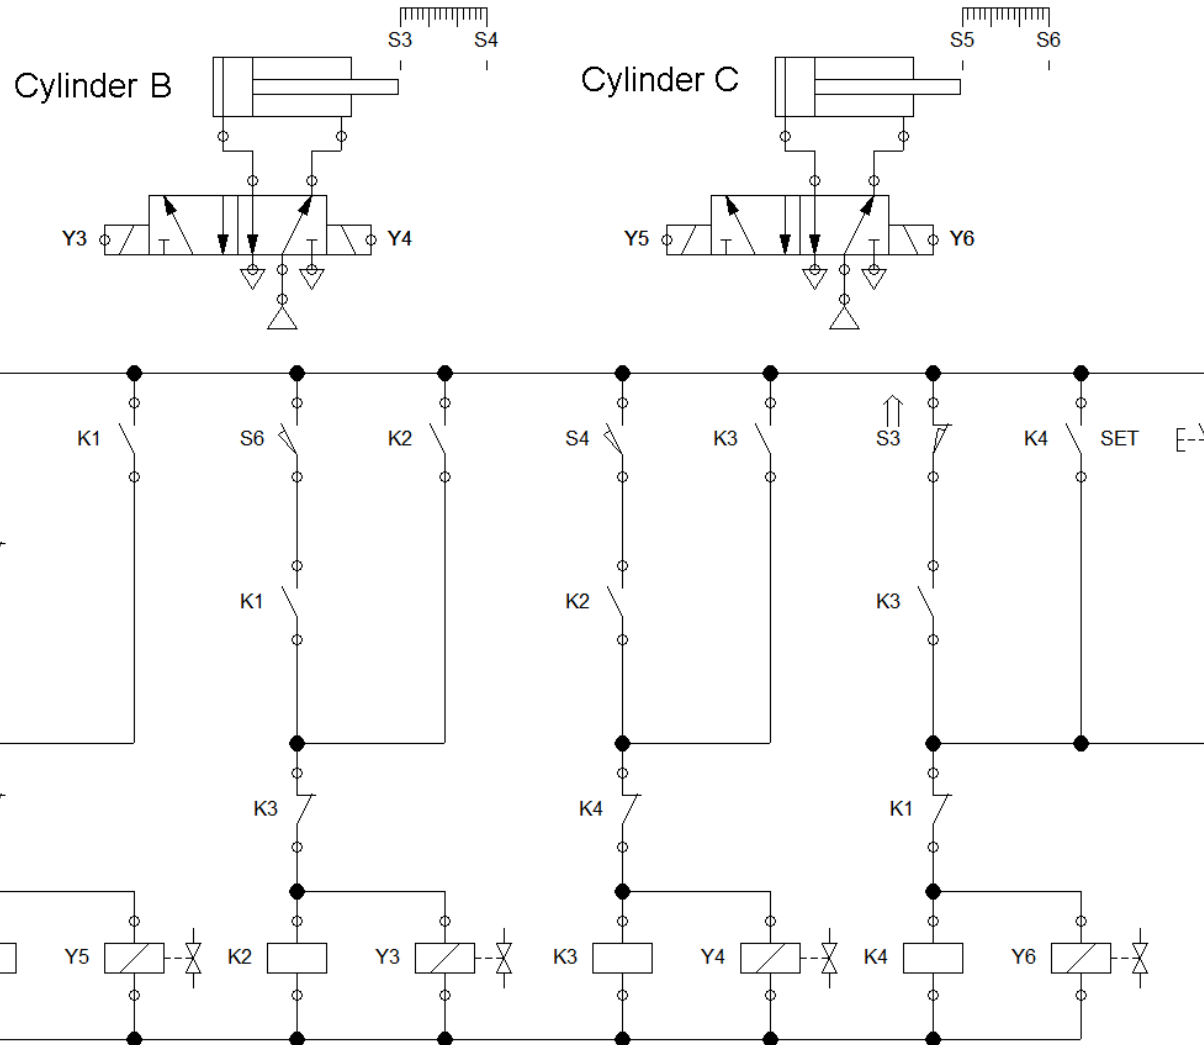 S3 S4
S5 S6
Cylinder B
Cylinder C
Y3
Y4
Y5
Y6
K1
S6
K2
S4
K3
S3
K4
SET
K1
K2
K3
K3
K4
K1
Y5
K2
Y3
K3
Y4
K4
Y6